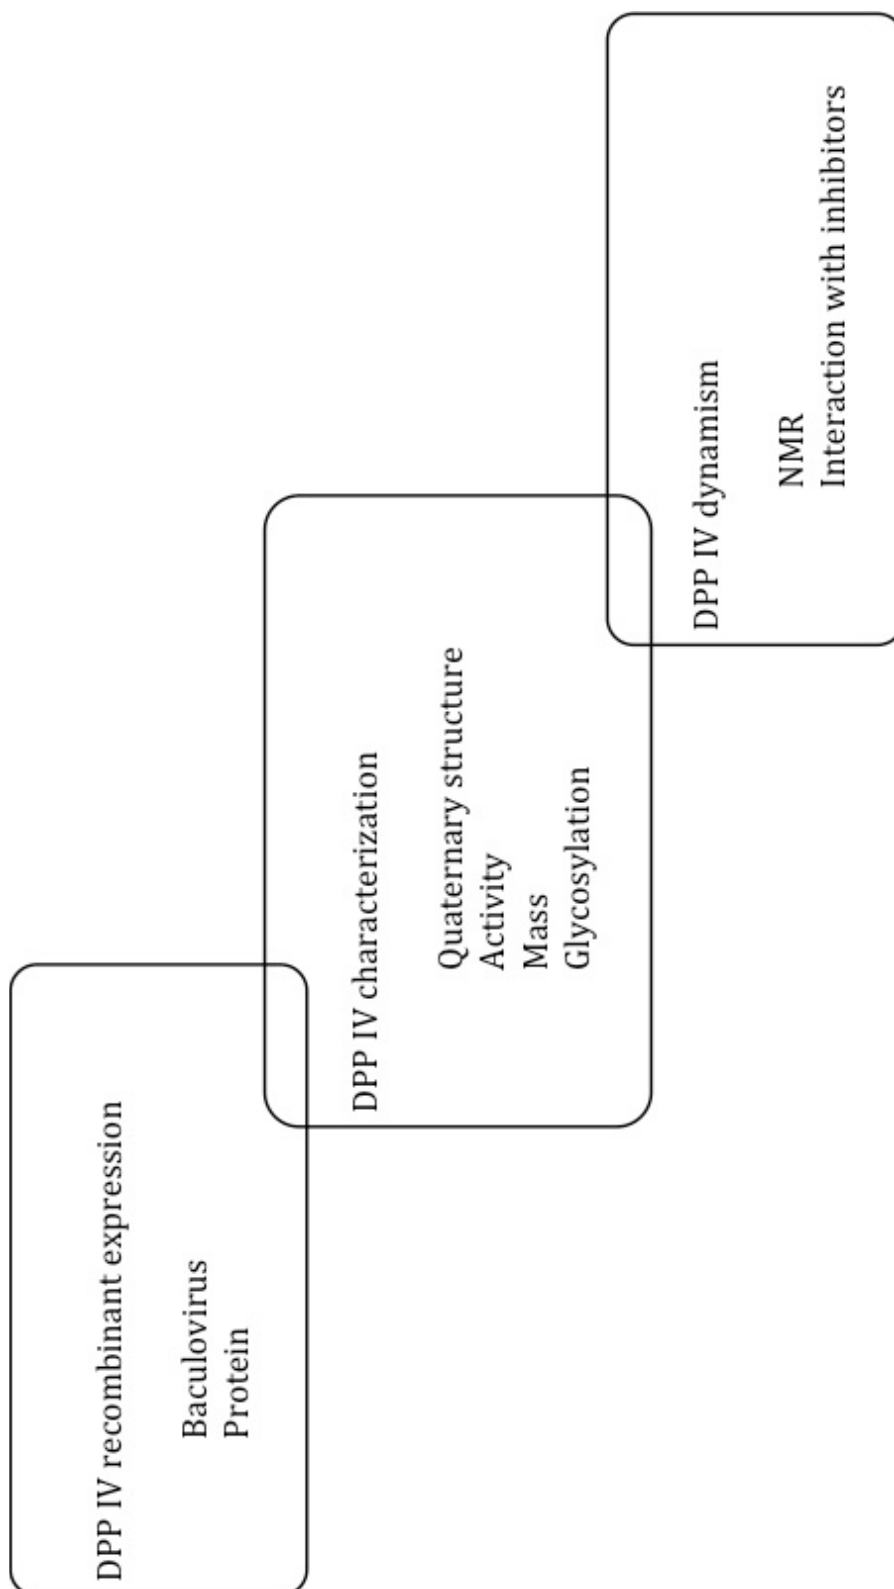 DPP IV recombinant expression
Baculovirus
Protein
DPP IV characterization
Quaternary structure
Activity
Mass
Glycosylation
DPP IV dynamism
NMR
Interaction with inhibitors